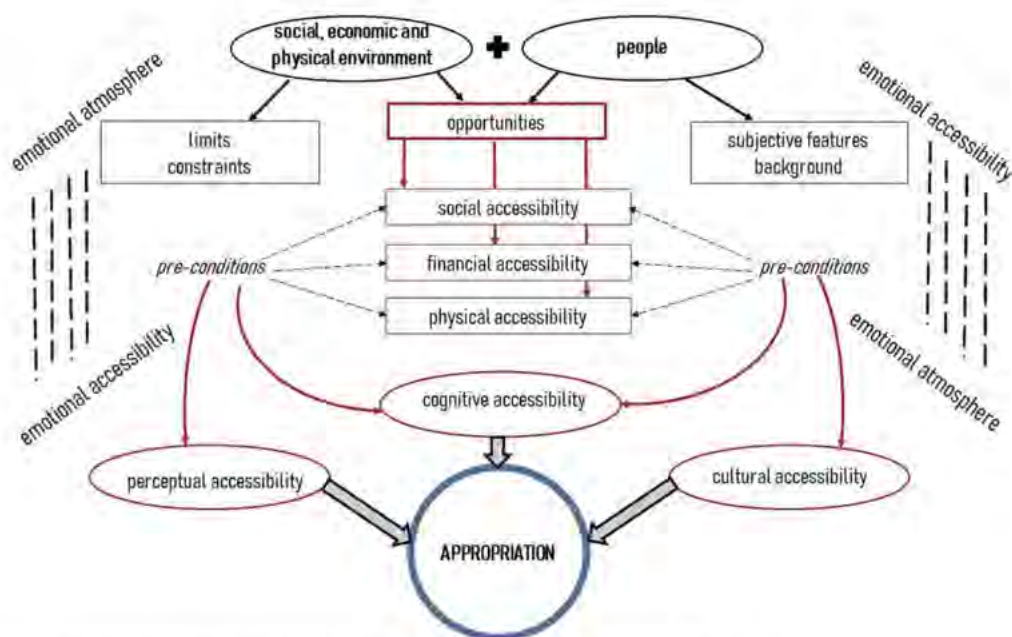 social, economic and
physical environment
people
emotional atmosphere
emotional accessibility
opportunities
limits
constraints
subjective features
background
social accessibility
pre-conditions
financial accessibility
pre-conditions
physical accessibility
emotional accessibility
emotional atmosphere
cognitive accessibility
perceptual accessibility
cultural accessibility
APPROPRIATION